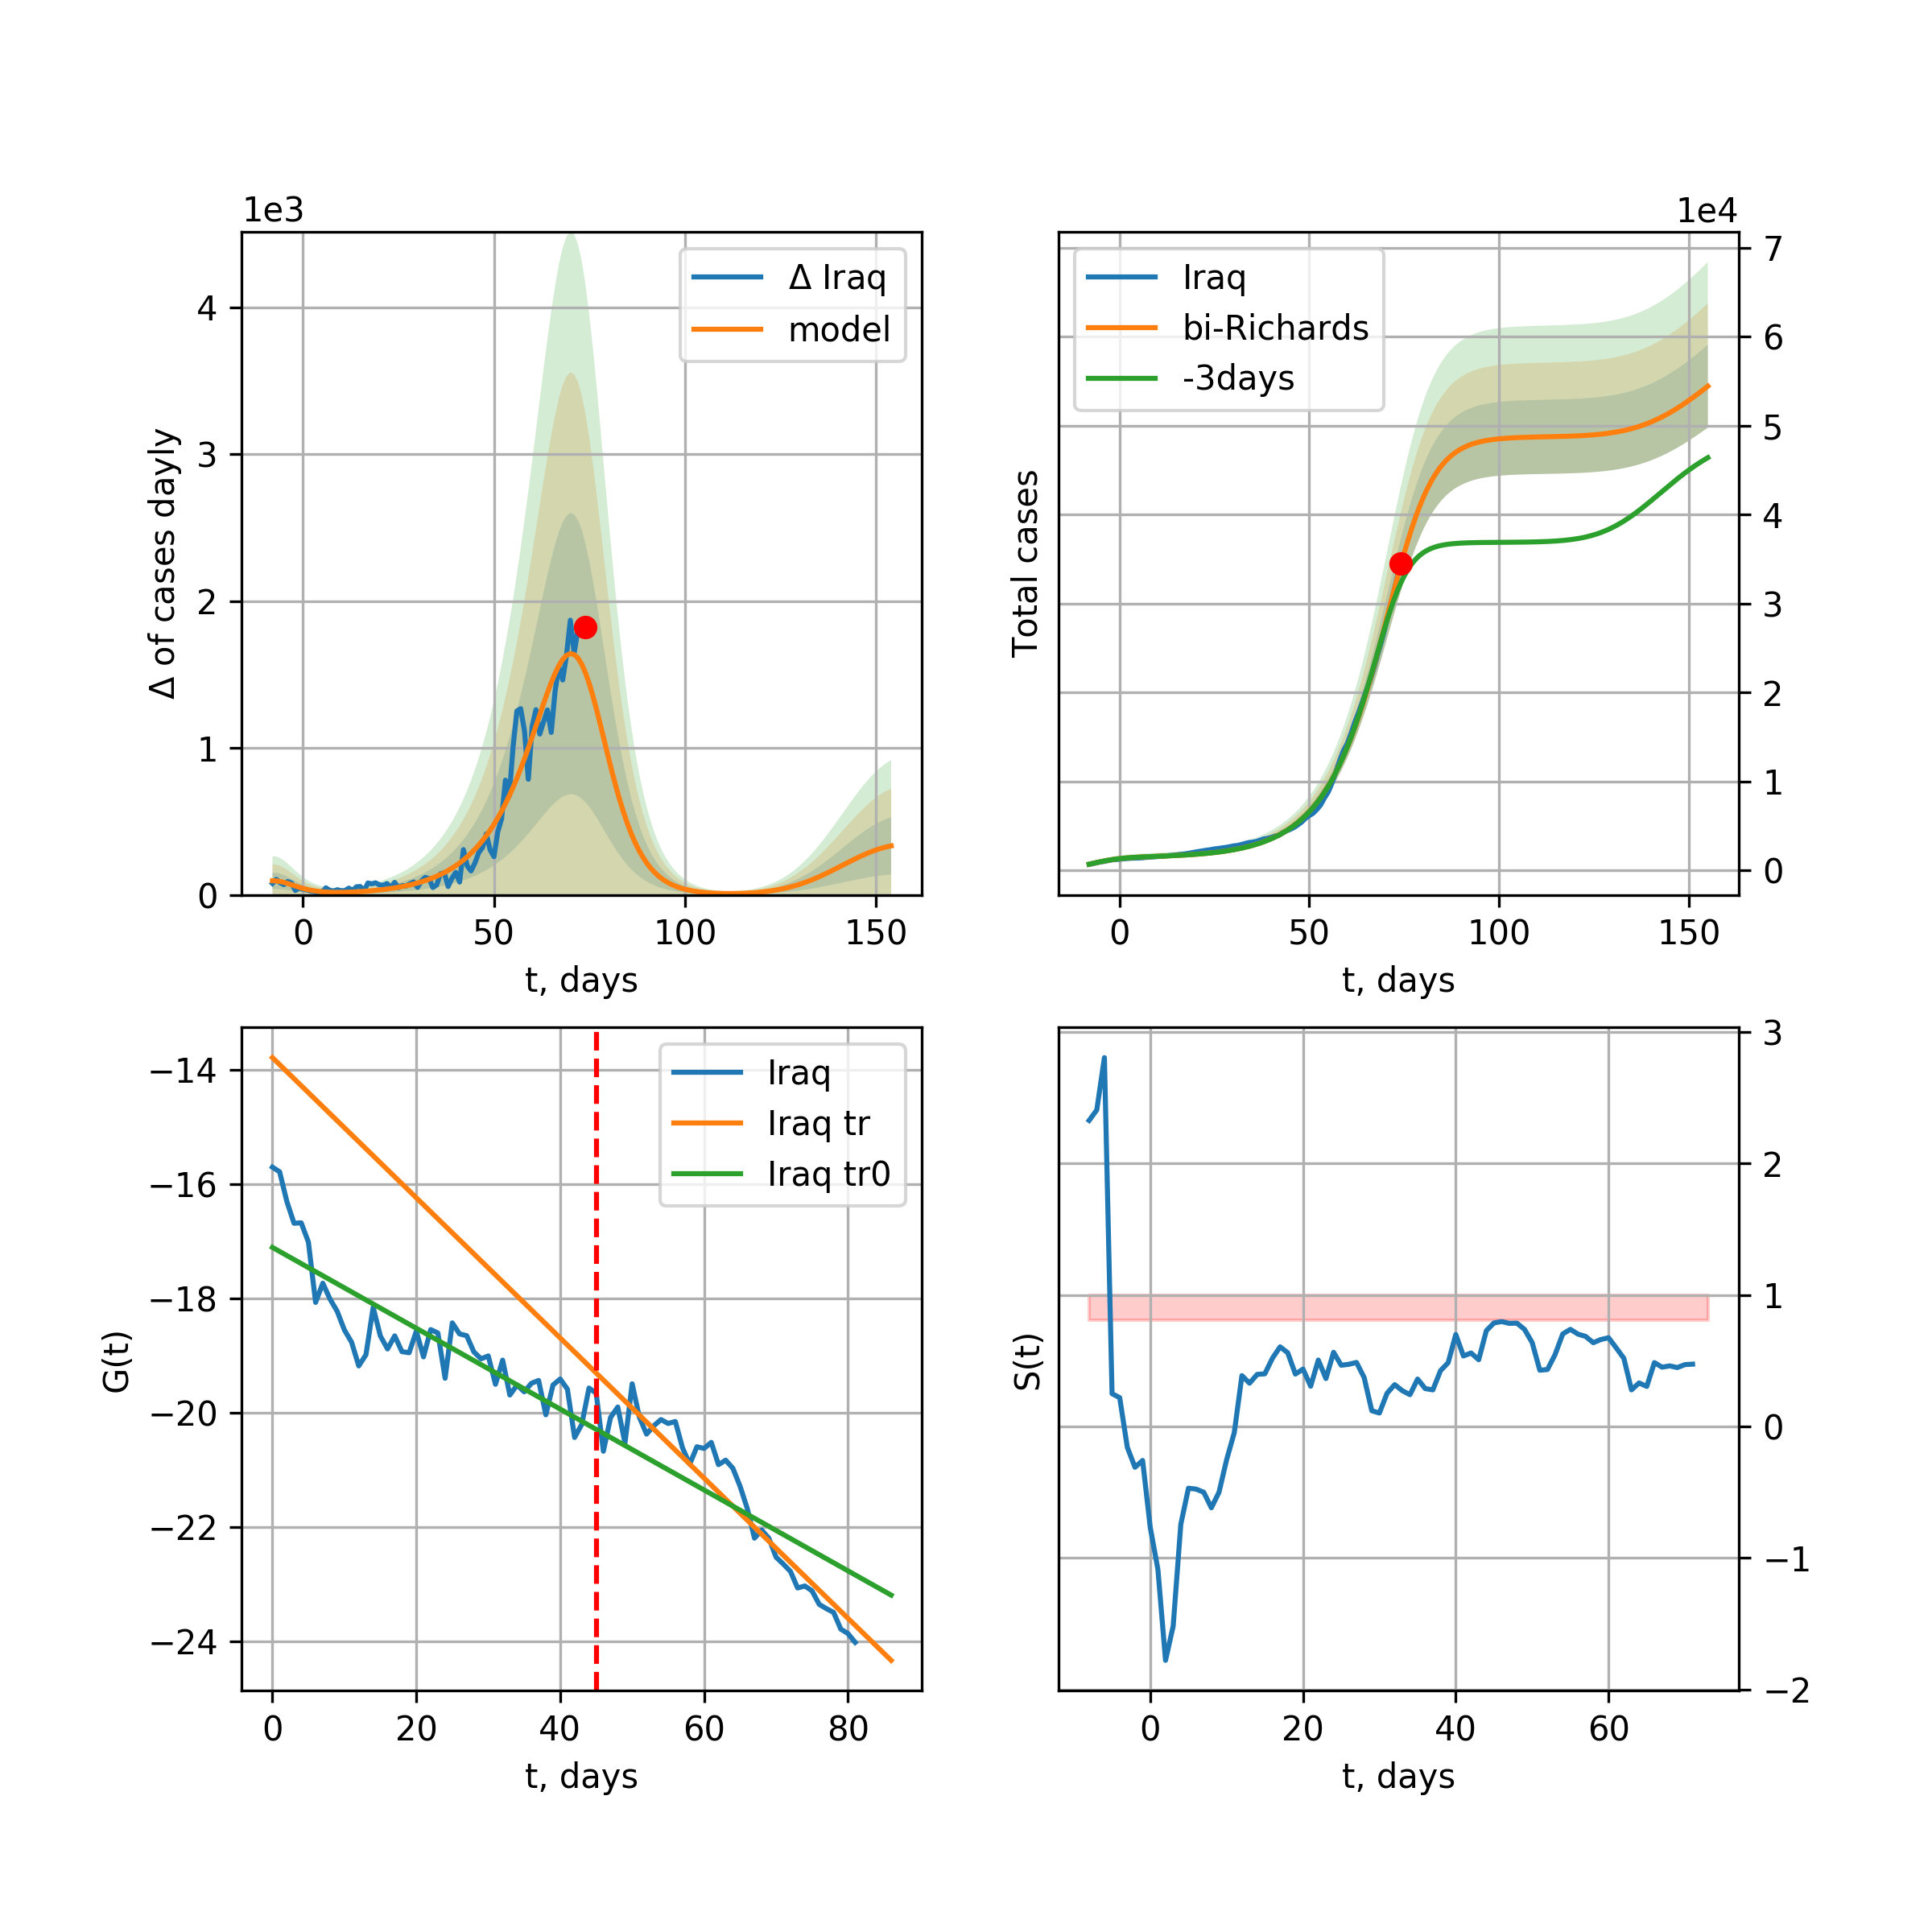 1e3
Δ of cases dayly
4
3
2
1
0
0 50 100 150
t, days
Δ Iraq
model
1e4
Total cases
7
6
5
4
3
2
1
0
0 50 100 150
t, days
Iraq
bi-Richards
-3days
G(t)
−14
−16
−18
−20
−22
−24
0 20 40 60 80
t, days
Iraq
Iraq tr
Iraq tr0
S(t)
3
2
1
0
−1
−2
0 20 40 60
t, days